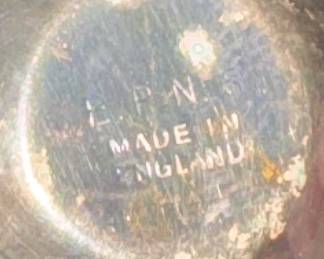 E. P. N. S
MADE IN
ENGLAND